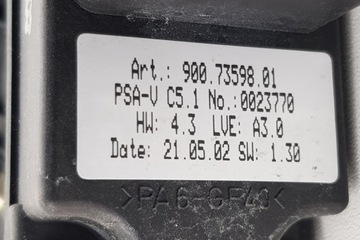 Art.: 900.73598.01
PSA-V C5.1 No.:0023770
HW: 4.3 LVE: A3.0
Date: 21.05.02 SW: 1.30
>PA6-GF43<